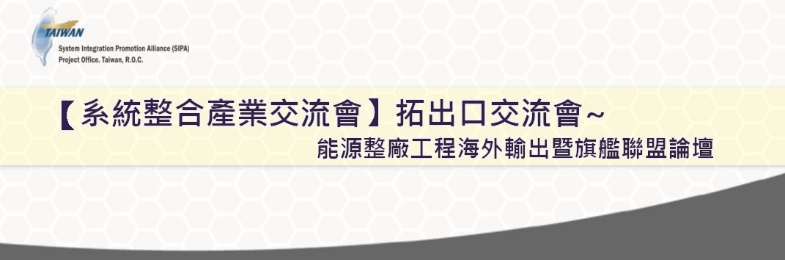 TAIWAN
System Integration Promotion Alliance (SIPA)
Project Office. Taiwan, R.O.C.
【系統整合產業交流會】拓出口交流會~
能源整廠工程海外輸出暨旗艦聯盟論壇